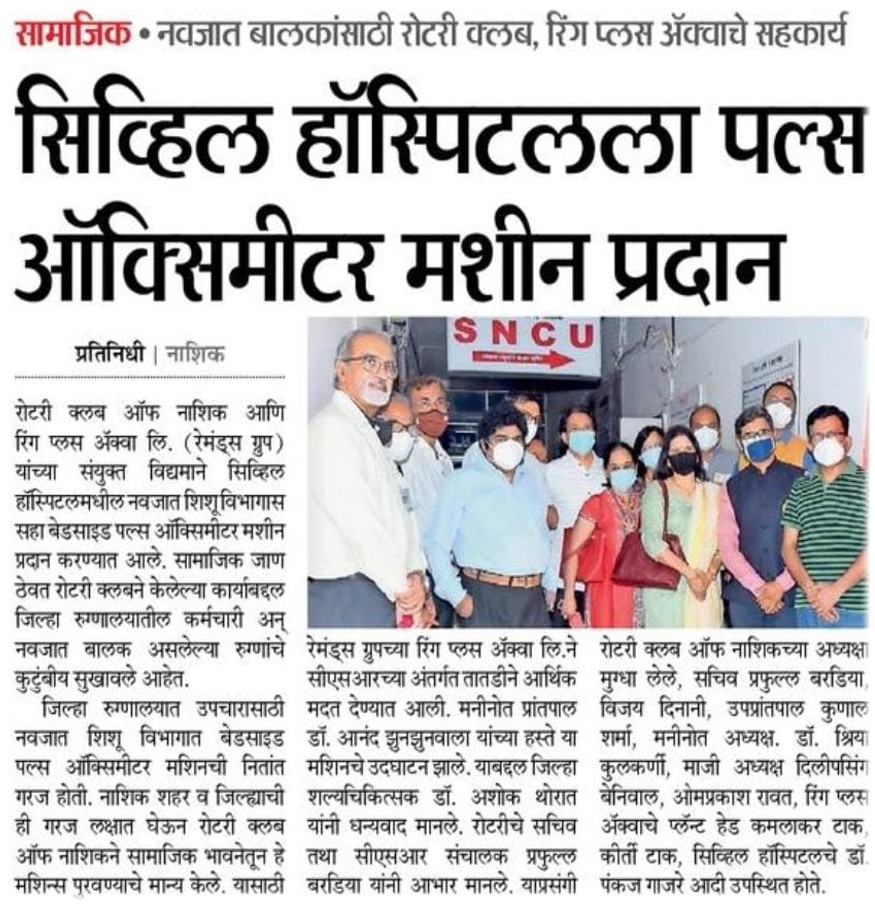 सामाजिक • नवजात बालकांसाठी रोटरी क्लब, रिंग प्लस ॲक्वाचे सहकार्य
सिव्हिल हॉस्पिटलला पल्स
ऑक्सिमीटर मशीन प्रदान
प्रतिनिधी | नाशिक
रोटरी क्लब ऑफ नाशिक आणि
रिंग प्लस ॲक्वा लि. (रेमंड्स ग्रुप)
यांच्या संयुक्त विद्यमाने सिव्हिल
हॉस्पिटलमधील नवजात शिशू विभागास
सहा बेडसाइड पल्स ऑक्सिमीटर मशीन
प्रदान करण्यात आले. सामाजिक जाण
ठेवत रोटरी क्लबने केलेल्या कार्याबद्दल
जिल्हा रुग्णालयातील कर्मचारी अन्
नवजात बालक असलेल्या रुग्णांचे
कुटुंबीय सुखावले आहेत.
जिल्हा रुग्णालयात उपचारासाठी
नवजात शिशू विभागात बेडसाइड
पल्स ऑक्सिमीटर मशिनची नितांत
गरज होती. नाशिक शहर व जिल्ह्याची
ही गरज लक्षात घेऊन रोटरी क्लब
ऑफ नाशिकने सामाजिक भावनेतून हे
मशिन्स पुरवण्याचे मान्य केले. यासाठी
SNCU
रेमंड्स ग्रुपच्या रिंग प्लस ॲक्वा लि.ने
सीएसआरच्या अंतर्गत तातडीने आर्थिक
मदत देण्यात आली. मनीनोत प्रांतपाल
डॉ. आनंद झुनझुनवाला यांच्या हस्ते या
मशिनचे उदघाटन झाले. याबद्दल जिल्हा
शल्यचिकित्सक डॉ. अशोक थोरात
यांनी धन्यवाद मानले. रोटरीचे सचिव
तथा सीएसआर संचालक प्रफुल्ल
बरडिया यांनी आभार मानले. याप्रसंगी
रोटरी क्लब ऑफ नाशिकच्या अध्यक्षा
मुग्धा लेले, सचिव प्रफुल्ल बरडिया,
विजय दिनानी, उपप्रांतपाल कुणाल
शर्मा, मनीनोत अध्यक्ष. डॉ. श्रिया
कुलकर्णी, माजी अध्यक्ष दिलीपसिंग
बेनिवाल, ओमप्रकाश रावत, रिंग प्लस
ॲक्वाचे प्लॅन्ट हेड कमलाकर टाक,
कीर्ती टाक, सिव्हिल हॉस्पिटलचे डॉ.
पंकज गाजरे आदी उपस्थित होते.